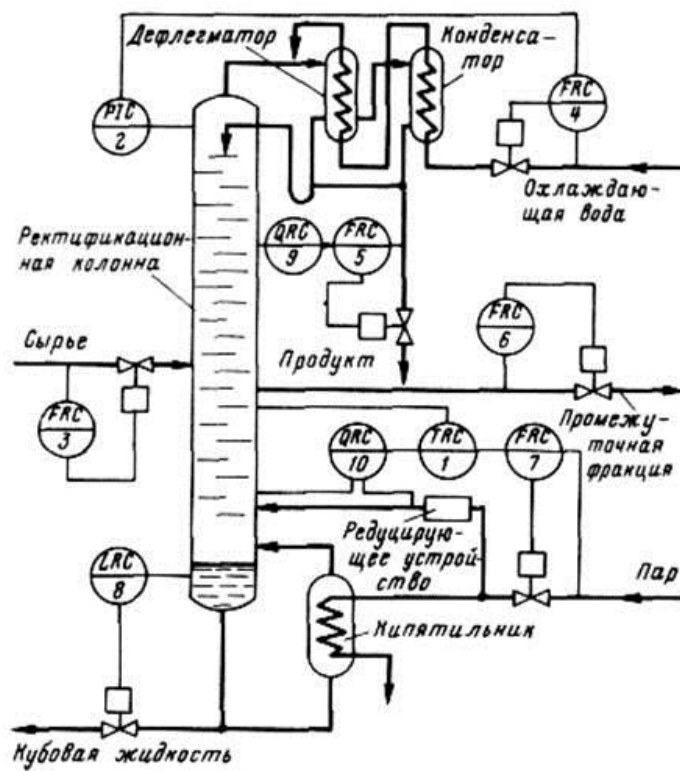 Дефлегматор
Конденса-
тор
PIC
2
FRC
4
Охлаждаю-
щая вода
Ректификацион-
ная колонна
QRC
9
FRC
5
Сырье
FRC
3
Продукт
FRC
6
Промежу-
точная
фракция
QRC
10
TRC
1
FRC
7
Редуцирую-
щее устрой-
ство
LRC
8
Пар
Кипятильник
Кубовая жидкость